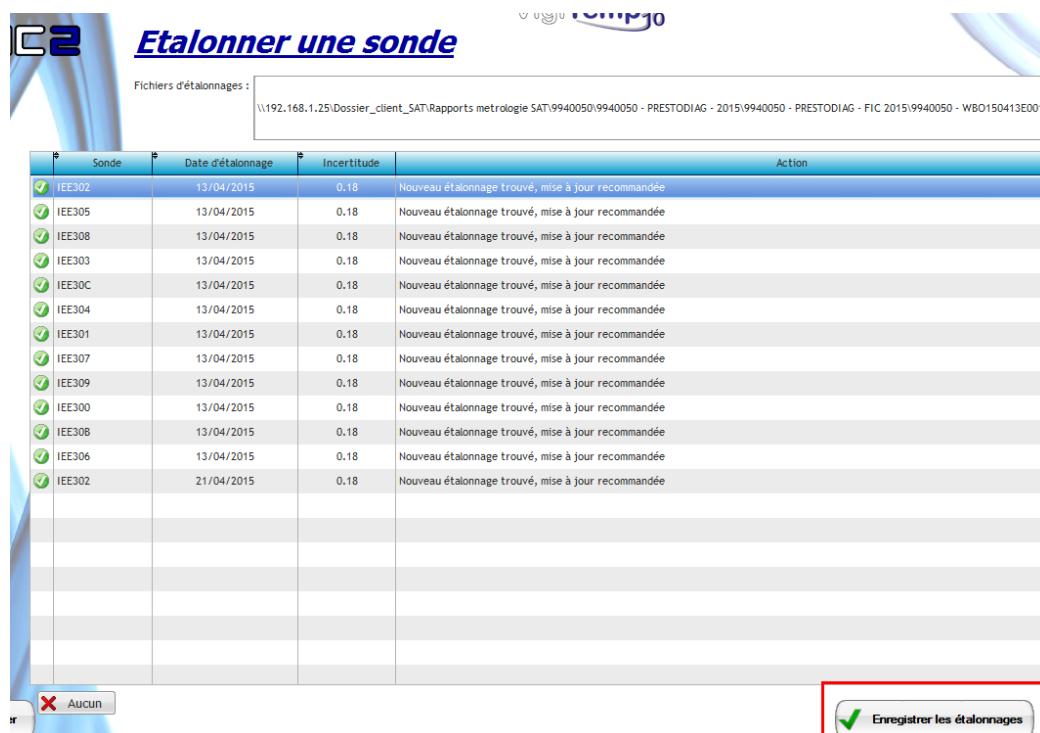 Etalonner une sonde
Fichiers d'étalonnages :
\\192.168.1.25\Dossier_client_SAT\Rapports metrologie SAT\9940050\9940050 - PRESTODIAG - 2015\9940050 - PRESTODIAG - FIC 2015\9940050 - WBO150413E00
Sonde Date d'étalonnage Incertitude Action
IEE302 13/04/2015 0.18 Nouveau étalonnage trouvé, mise à jour recommandée
IEE305 13/04/2015 0.18 Nouveau étalonnage trouvé, mise à jour recommandée
IEE308 13/04/2015 0.18 Nouveau étalonnage trouvé, mise à jour recommandée
IEE303 13/04/2015 0.18 Nouveau étalonnage trouvé, mise à jour recommandée
IEE30C 13/04/2015 0.18 Nouveau étalonnage trouvé, mise à jour recommandée
IEE304 13/04/2015 0.18 Nouveau étalonnage trouvé, mise à jour recommandée
IEE301 13/04/2015 0.18 Nouveau étalonnage trouvé, mise à jour recommandée
IEE307 13/04/2015 0.18 Nouveau étalonnage trouvé, mise à jour recommandée
IEE309 13/04/2015 0.18 Nouveau étalonnage trouvé, mise à jour recommandée
IEE300 13/04/2015 0.18 Nouveau étalonnage trouvé, mise à jour recommandée
IEE30B 13/04/2015 0.18 Nouveau étalonnage trouvé, mise à jour recommandée
IEE306 13/04/2015 0.18 Nouveau étalonnage trouvé, mise à jour recommandée
IEE302 21/04/2015 0.18 Nouveau étalonnage trouvé, mise à jour recommandée
Aucun
er
Enregistrer les étalonnages